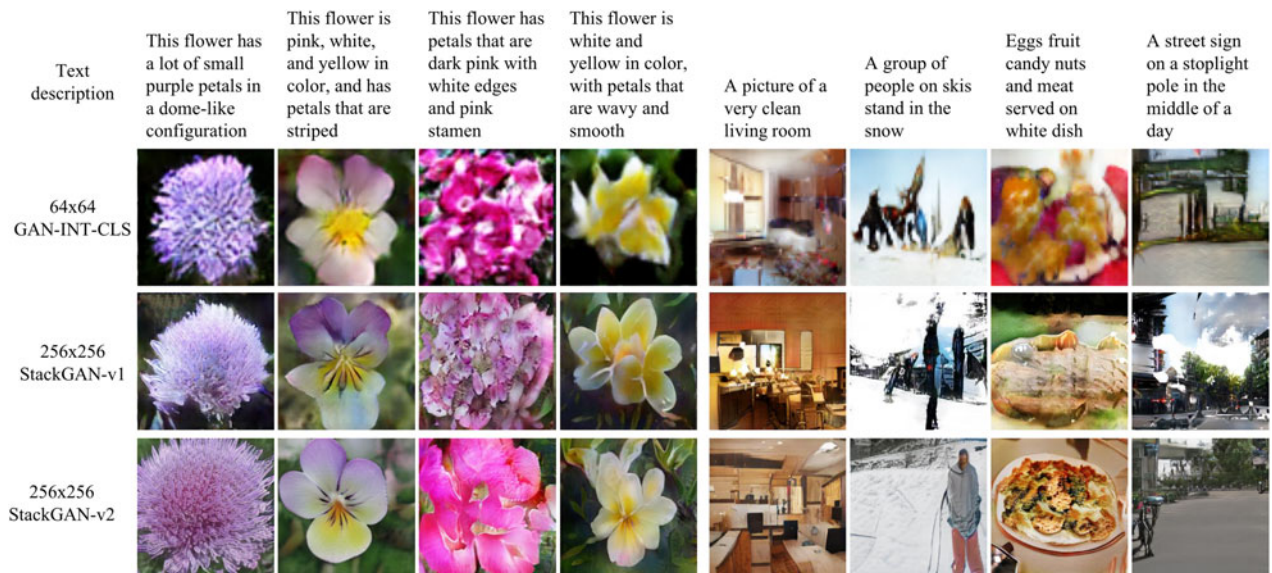 Text
description
This flower has
a lot of small
purple petals in
a dome-like
configuration
This flower is
pink, white,
and yellow in
color, and has
petals that are
striped
This flower has
petals that are
dark pink with
white edges
and pink
stamen
This flower is
white and
yellow in color,
with petals that
are wavy and
smooth
A picture of a
very clean
living room
A group of
people on skis
stand in the
snow
Eggs fruit
candy nuts
and meat
served on
white dish
A street sign
on a stoplight
pole in the
middle of a
day
64x64
GAN-INT-CLS
256x256
StackGAN-v1
256x256
StackGAN-v2